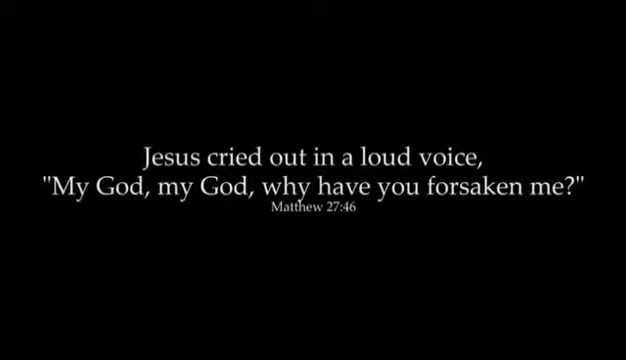 Jesus cried out in a loud voice,
"My God, my God, why have you forsaken me?"
Matthew 27:46